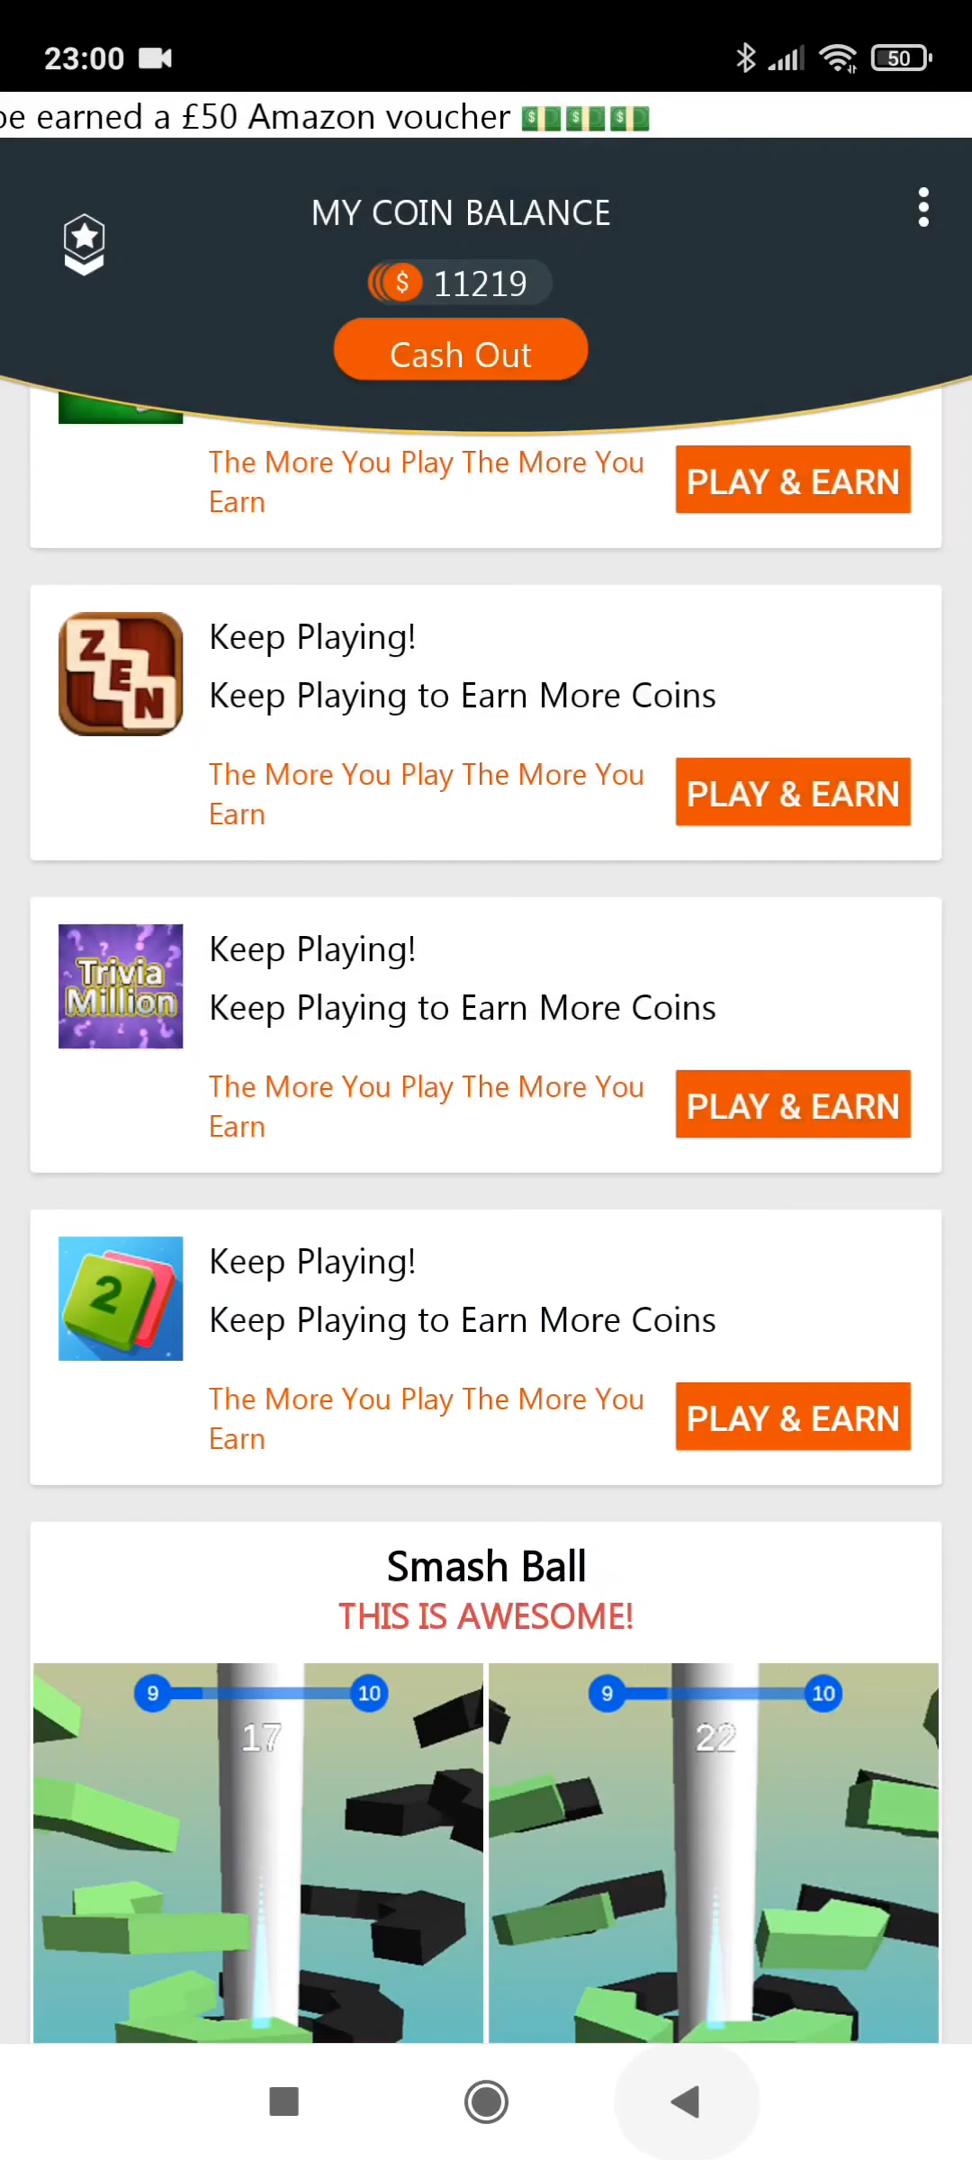 23:00
50
be earned a £50 Amazon voucher
MY COIN BALANCE
$ 11219
Cash Out
The More You Play The More You
Earn
PLAY & EARN
ZEN
Keep Playing!
Keep Playing to Earn More Coins
The More You Play The More You
Earn
PLAY & EARN
Trivia
Million
Keep Playing!
Keep Playing to Earn More Coins
The More You Play The More You
Earn
PLAY & EARN
2
Keep Playing!
Keep Playing to Earn More Coins
The More You Play The More You
Earn
PLAY & EARN
Smash Ball
THIS IS AWESOME!
9 10
17
9 10
22